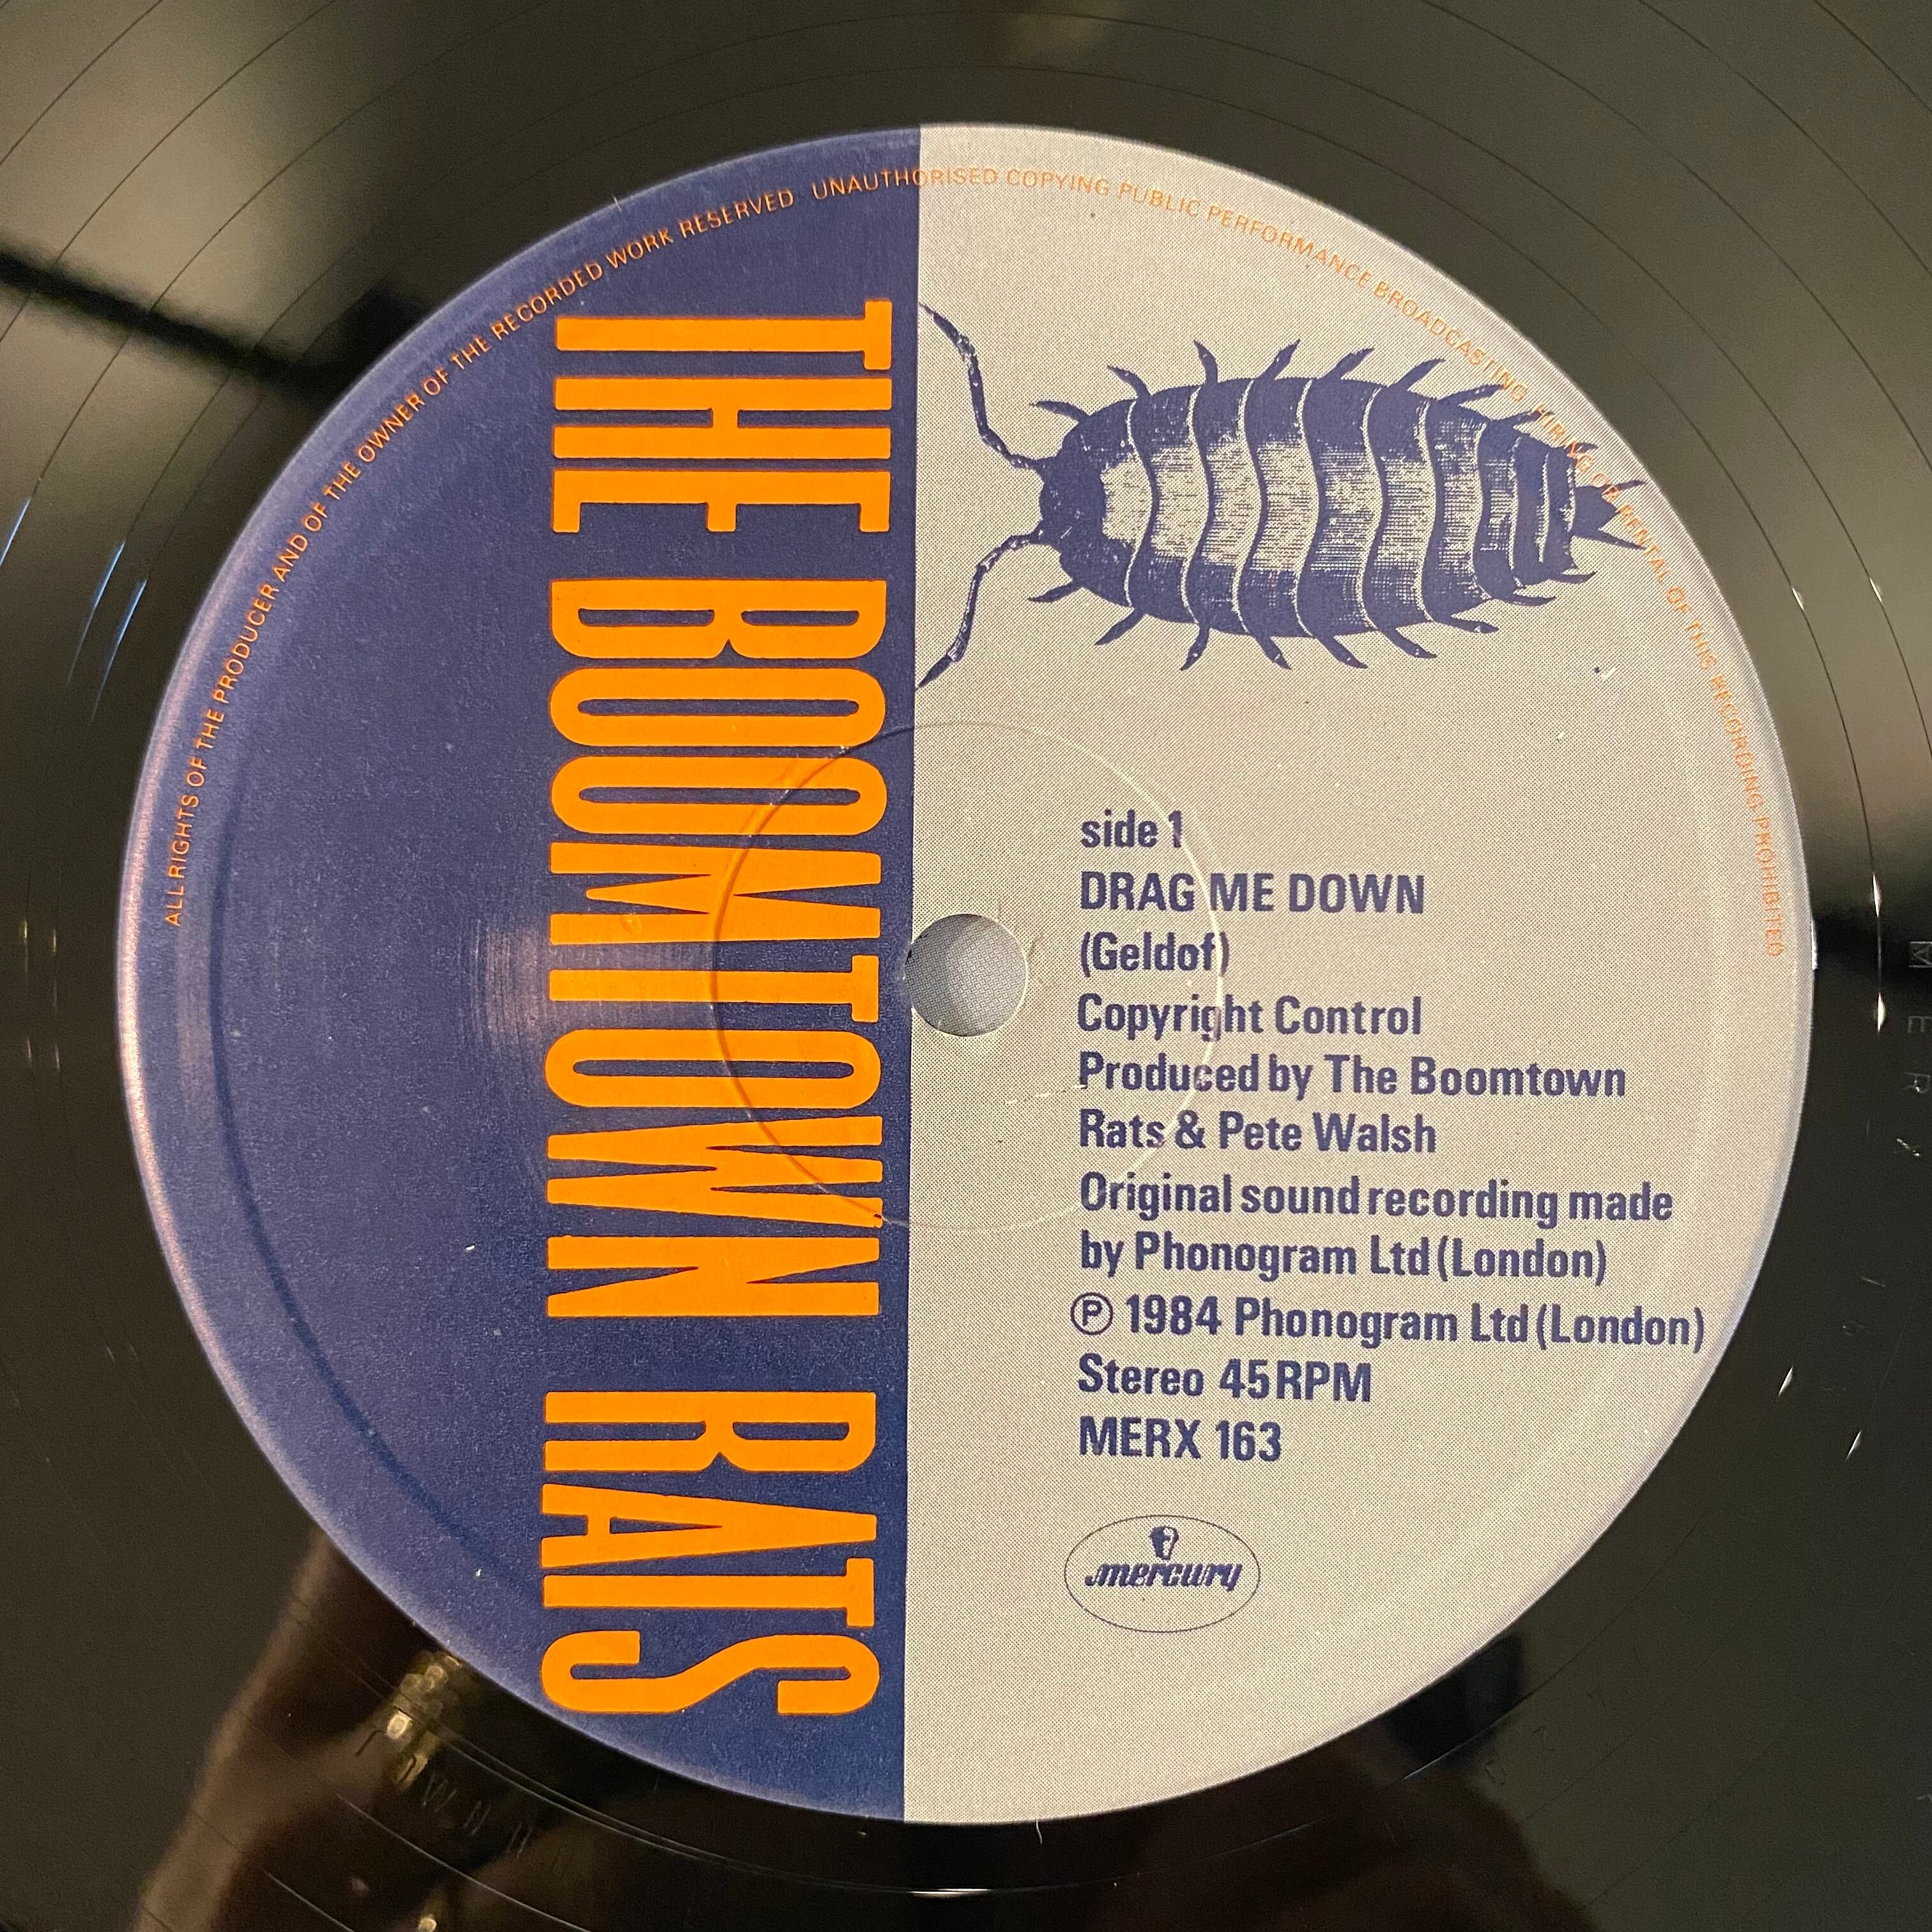 ALL RIGHTS OF THE PRODUCER AND OF THE OWNER OF THE RECORDED WORK RESERVED UNAUTHORISED COPYING PUBLIC PERFORMANCE BROADCASTING HIRING OR RENTAL OF THIS RECORDING PROHIBITED
THE BOOMTOWN RATS
side 1
DRAG ME DOWN
(Geldof)
Copyright Control
Produced by The Boomtown
Rats & Pete Walsh
Original sound recording made
by Phonogram Ltd (London)
℗ 1984 Phonogram Ltd (London)
Stereo 45 RPM
MERX 163
mercury